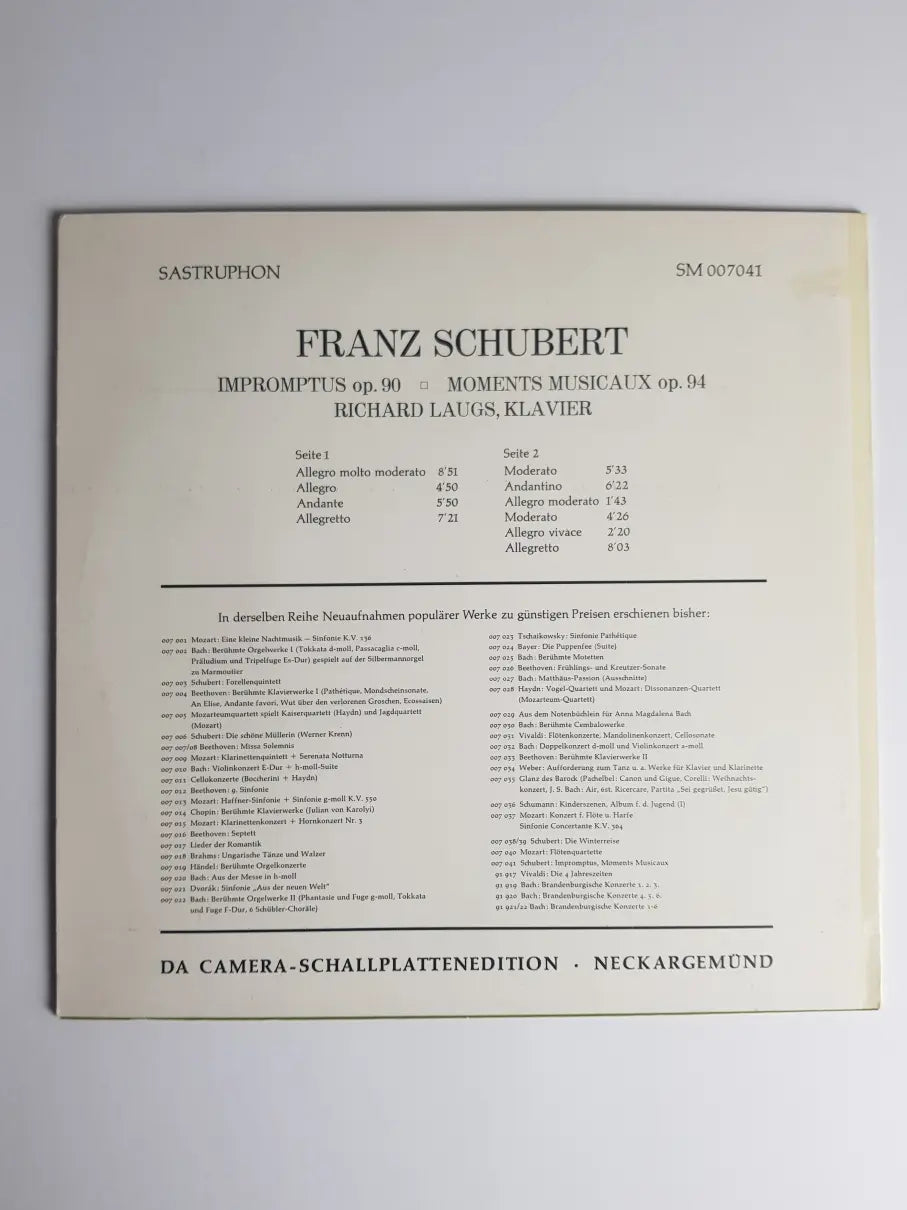 SASTRUPHON
SM 007041
FRANZ SCHUBERT
IMPROMPTUS op. 90 □ MOMENTS MUSICAUX op. 94
RICHARD LAUGS, KLAVIER
Seite 1
Allegro molto moderato 8'51
Allegro 4'50
Andante 5'50
Allegretto 7'21
Seite 2
Moderato 5'33
Andantino 6'22
Allegro moderato 1'43
Moderato 4'26
Allegro vivace 2'20
Allegretto 8'03
In derselben Reihe Neuaufnahmen populärer Werke zu günstigen Preisen erschienen bisher:
007 001 Mozart: Eine kleine Nachtmusik – Sinfonie K.V. 136
007 002 Bach: Berühmte Orgelwerke I (Tokkata d-moll, Passacaglia c-moll,
Präludium und Tripelfuge Es-Dur) gespielt auf der Silbermannorgel
zu Marmoutier
007 003 Schubert: Forellenquintett
007 004 Beethoven: Berühmte Klavierwerke I (Pathétique, Mondscheinsonate,
An Elise, Andante favori, Wut über den verlorenen Groschen, Ecossaisen)
007 005 Mozarteumquartett spielt Kaiserquartett (Haydn) und Jagdquartett
(Mozart)
007 006 Schubert: Die schöne Müllerin (Werner Krenn)
007 007/08 Beethoven: Missa Solemnis
007 009 Mozart: Klarinettenquintett + Serenata Notturna
007 010 Bach: Violinkonzert E-Dur + h-moll-Suite
007 011 Cellokonzerte (Boccherini + Haydn)
007 012 Beethoven: 9. Sinfonie
007 013 Mozart: Haffner-Sinfonie + Sinfonie g-moll K.V. 550
007 014 Chopin: Berühmte Klavierwerke (Julian von Karolyi)
007 015 Mozart: Klarinettenkonzert + Hornkonzert Nr. 3
007 016 Beethoven: Septett
007 017 Lieder der Romantik
007 018 Brahms: Ungarische Tänze und Walzer
007 019 Händel: Berühmte Orgelkonzerte
007 020 Bach: Aus der Messe in h-moll
007 021 Dvorák: Sinfonie „Aus der neuen Welt"
007 022 Bach: Berühmte Orgelwerke II (Phantasie und Fuge g-moll, Tokkata
und Fuge F-Dur, 6 Schübler-Choräle)
007 023 Tschaikowsky: Sinfonie Pathétique
007 024 Bayer: Die Puppenfee (Suite)
007 025 Bach: Berühmte Motetten
007 026 Beethoven: Frühlings- und Kreutzer-Sonate
007 027 Bach: Matthäus-Passion (Ausschnitte)
007 028 Haydn: Vogel-Quartett und Mozart: Dissonanzen-Quartett
(Mozarteum-Quartett)
007 029 Aus dem Notenbüchlein für Anna Magdalena Bach
007 030 Bach: Berühmte Cembalowerke
007 031 Vivaldi: Flötenkonzerte, Mandolinenkonzert, Cellosonate
007 032 Bach: Doppelkonzert d-moll und Violinkonzert a-moll
007 033 Beethoven: Berühmte Klavierwerke II
007 034 Weber: Aufforderung zum Tanz u. a. Werke für Klavier und Klarinette
007 035 Glanz des Barock (Pachelbel: Canon und Gigue, Corelli: Weihnachts-
konzert, J. S. Bach: Air, 6st. Ricercare, Partita „Sei gegrüßet, Jesu gütig")
007 036 Schumann: Kinderszenen, Album f. d. Jugend (I)
007 037 Mozart: Konzert f. Flöte u. Harfe
Sinfonie Concertante K.V. 364
007 038/39 Schubert: Die Winterreise
007 040 Mozart: Flötenquartette
007 041 Schubert: Impromptus, Moments Musicaux
91 917 Vivaldi: Die 4 Jahreszeiten
91 919 Bach: Brandenburgische Konzerte 1. 2. 3.
91 920 Bach: Brandenburgische Konzerte 4. 5. 6.
91 921/22 Bach: Brandenburgische Konzerte 1-6
DA CAMERA-SCHALLPLATTENEDITION · NECKARGEMÜND